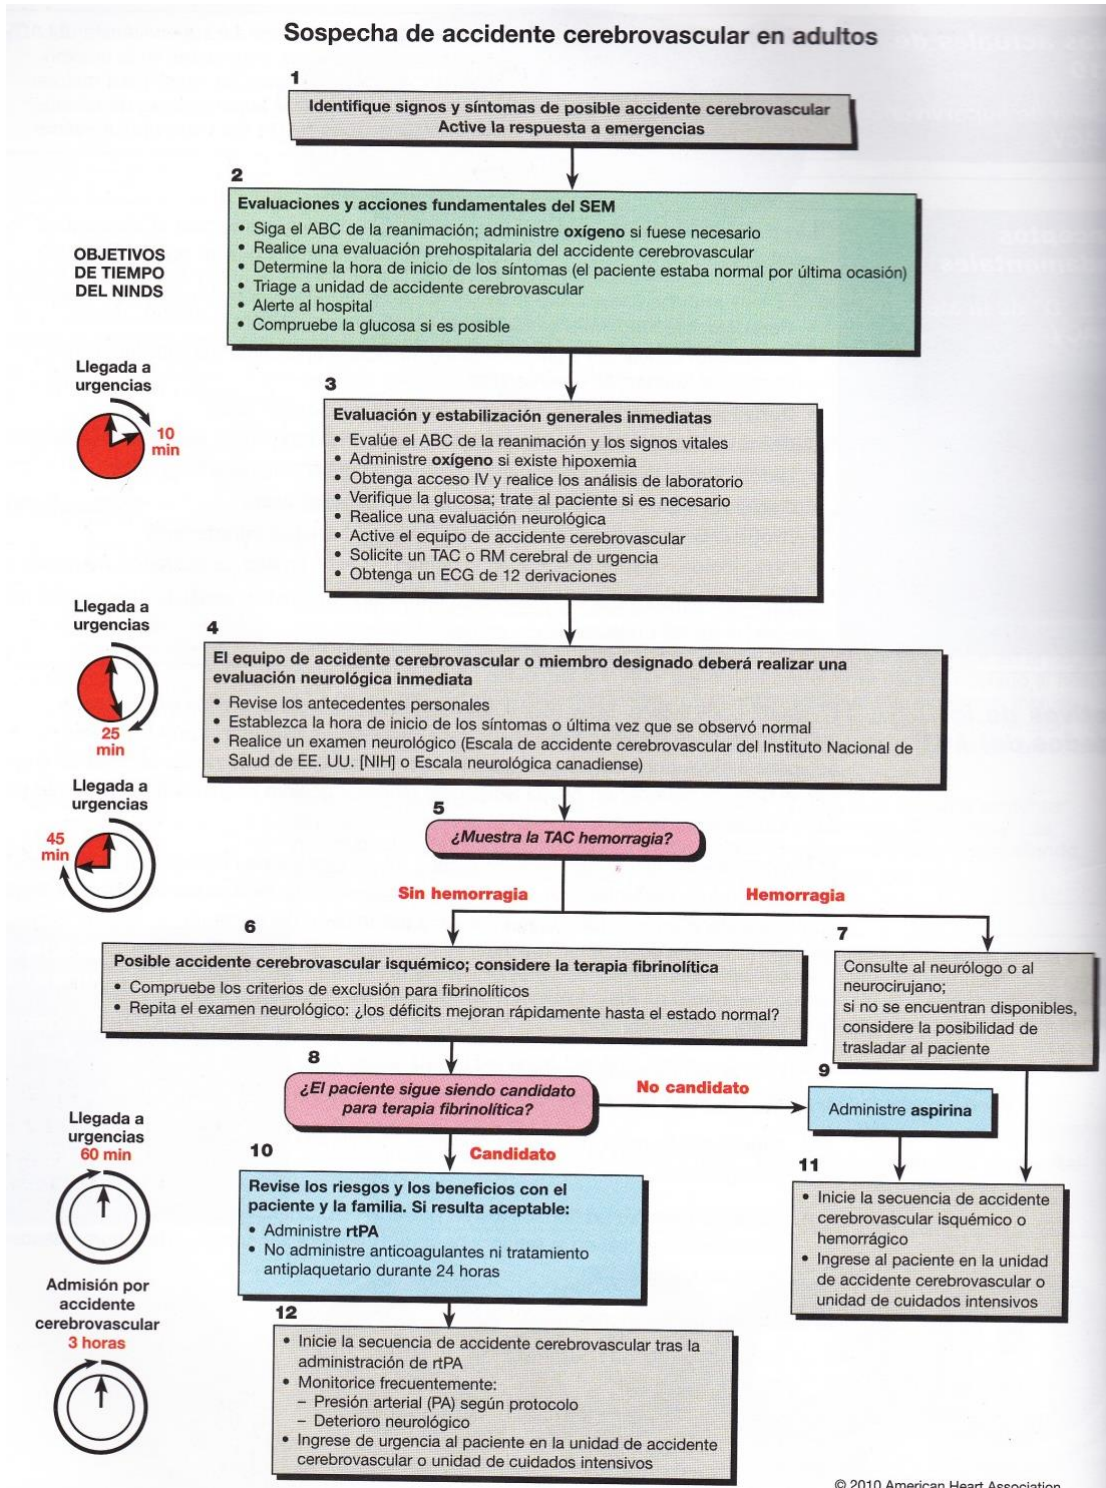 Sospecha de accidente cerebrovascular en adultos
1
Identifique signos y síntomas de posible accidente cerebrovascular
Active la respuesta a emergencias
2
Evaluaciones y acciones fundamentales del SEM
• Siga el ABC de la reanimación; administre oxígeno si fuese necesario
• Realice una evaluación prehospitalaria del accidente cerebrovascular
• Determine la hora de inicio de los síntomas (el paciente estaba normal por última ocasión)
• Triage a unidad de accidente cerebrovascular
• Alerte al hospital
• Compruebe la glucosa si es posible
OBJETIVOS
DE TIEMPO
DEL NINDS
Llegada a
urgencias
10
min
3
Evaluación y estabilización generales inmediatas
• Evalúe el ABC de la reanimación y los signos vitales
• Administre oxígeno si existe hipoxemia
• Obtenga acceso IV y realice los análisis de laboratorio
• Verifique la glucosa; trate al paciente si es necesario
• Realice una evaluación neurológica
• Active el equipo de accidente cerebrovascular
• Solicite un TAC o RM cerebral de urgencia
• Obtenga un ECG de 12 derivaciones
Llegada a
urgencias
25
min
4
El equipo de accidente cerebrovascular o miembro designado deberá realizar una
evaluación neurológica inmediata
• Revise los antecedentes personales
• Establezca la hora de inicio de los síntomas o última vez que se observó normal
• Realice un examen neurológico (Escala de accidente cerebrovascular del Instituto Nacional de
Salud de EE. UU. [NIH] o Escala neurológica canadiense)
Llegada a
urgencias
45
min
5
¿Muestra la TAC hemorragia?
Sin hemorragia
Hemorragia
6
Posible accidente cerebrovascular isquémico; considere la terapia fibrinolítica
• Compruebe los criterios de exclusión para fibrinolíticos
• Repita el examen neurológico: ¿los déficits mejoran rápidamente hasta el estado normal?
7
Consulte al neurólogo o al
neurocirujano;
si no se encuentran disponibles,
considere la posibilidad de
trasladar al paciente
8
¿El paciente sigue siendo candidato
para terapia fibrinolítica?
No candidato
9
Administre aspirina
Candidato
Llegada a
urgencias
60 min
10
Revise los riesgos y los beneficios con el
paciente y la familia. Si resulta aceptable:
• Administre rtPA
• No administre anticoagulantes ni tratamiento
antiplaquetario durante 24 horas
11
• Inicie la secuencia de accidente
cerebrovascular isquémico o
hemorrágico
• Ingrese al paciente en la unidad
de accidente cerebrovascular o
unidad de cuidados intensivos
Admisión por
accidente
cerebrovascular
3 horas
12
• Inicie la secuencia de accidente cerebrovascular tras la
administración de rtPA
• Monitorice frecuentemente:
– Presión arterial (PA) según protocolo
– Deterioro neurológico
• Ingrese de urgencia al paciente en la unidad de accidente
cerebrovascular o unidad de cuidados intensivos
© 2010 American Heart Association